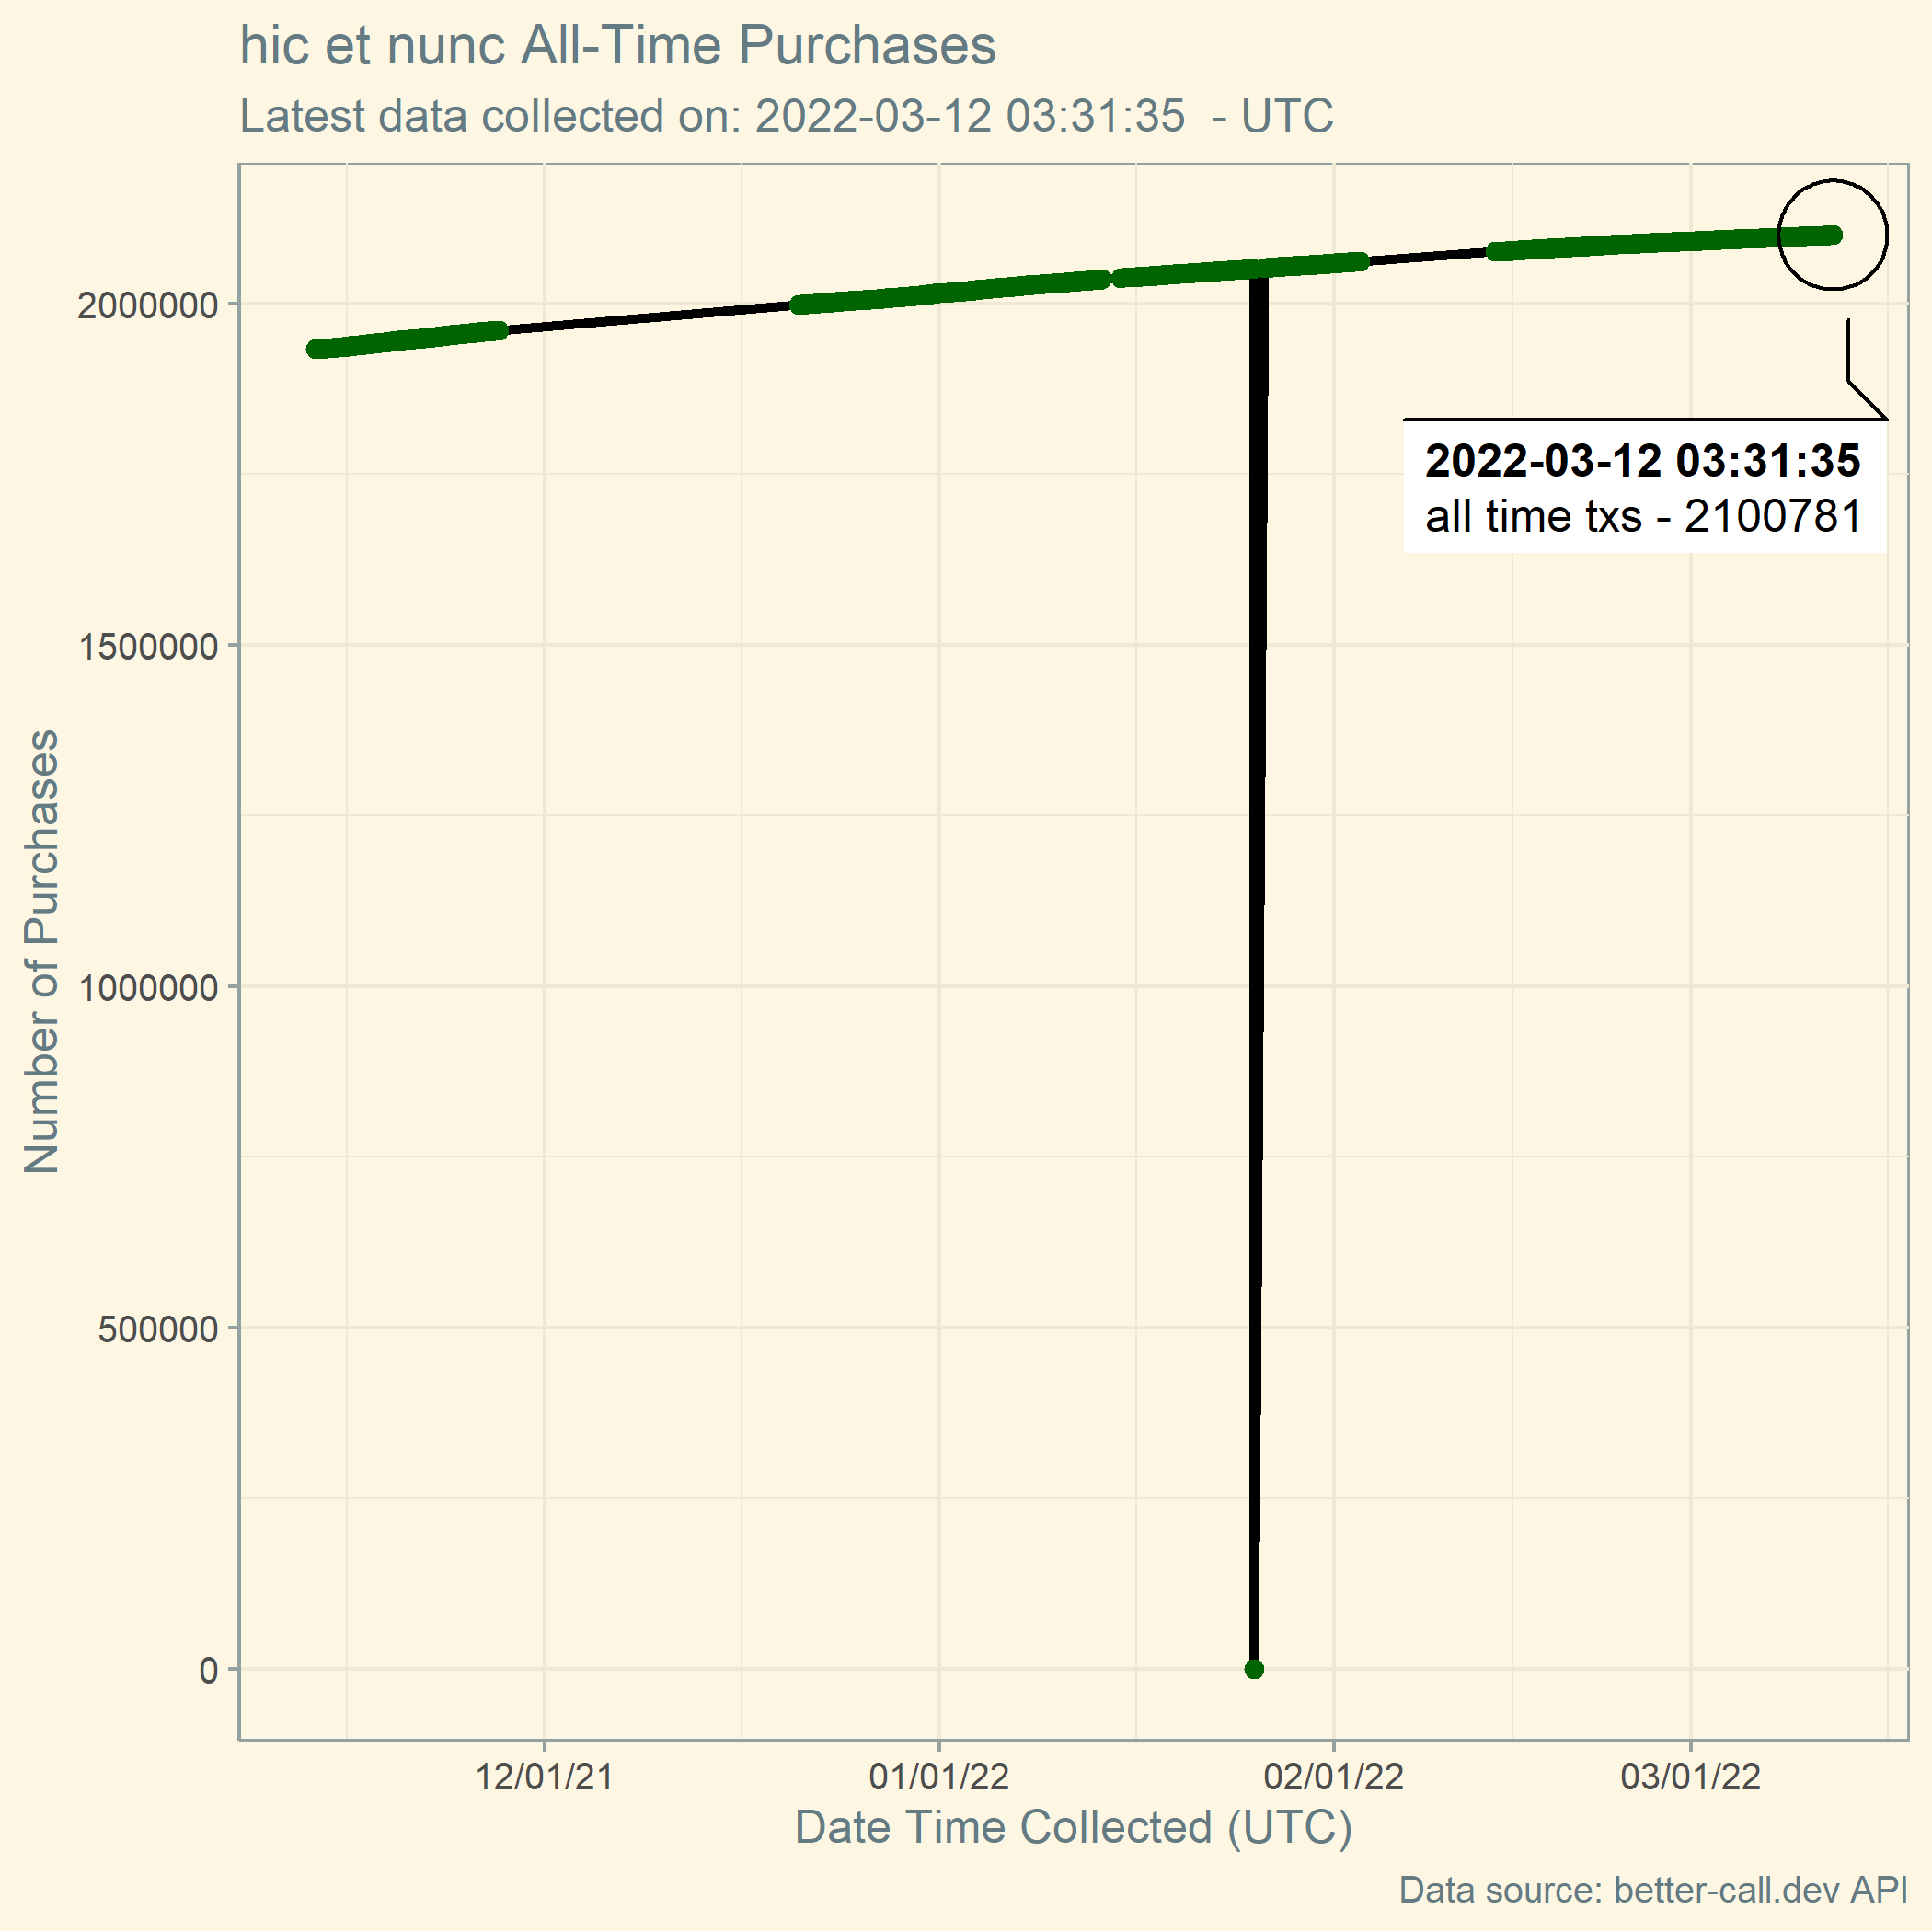 hic et nunc All-Time Purchases
Latest data collected on: 2022-03-12 03:31:35  - UTC
Number of Purchases
2000000
1500000
1000000
500000
0
2022-03-12 03:31:35
all time txs - 2100781
12/01/21
01/01/22
02/01/22
03/01/22
Date Time Collected (UTC)
Data source: better-call.dev API